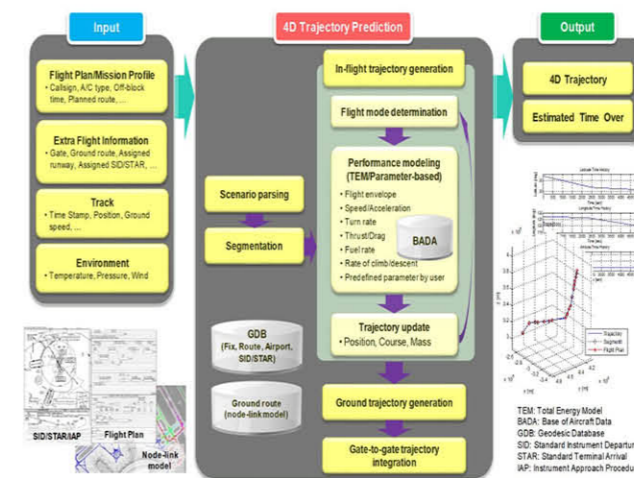 Input
Flight Plan/Mission Profile
• Callsign, A/C type, Off-block
time, Planned route, ...
Extra Flight Information
• Gate, Ground route, Assigned
runway, Assigned SID/STAR, ...
Track
• Time Stamp, Position, Ground
speed, ...
Environment
• Temperature, Pressure, Wind
SID/STAR/IAP
Flight Plan
Node-link
model
4D Trajectory Prediction
In-flight trajectory generation
Flight mode determination
Performance modeling
(TEM/Parameter-based)
• Flight envelope
• Speed/Acceleration
• Turn rate
• Thrust/Drag
• Fuel rate
• Rate of climb/descent
• Predefined parameter by user
BADA
Scenario parsing
Segmentation
Trajectory update
• Position, Course, Mass
GDB
(Fix, Route, Airport,
SID/STAR)
Ground route
(node-link model)
Ground trajectory generation
Gate-to-gate trajectory
integration
Output
4D Trajectory
Estimated Time Over
Trajectory
Segment
Flight Plan
TEM: Total Energy Model
BADA: Base of Aircraft Data
GDB: Geodesic Database
SID: Standard Instrument Departur
STAR: Standard Terminal Arrival
IAP: Instrument Approach Procedu